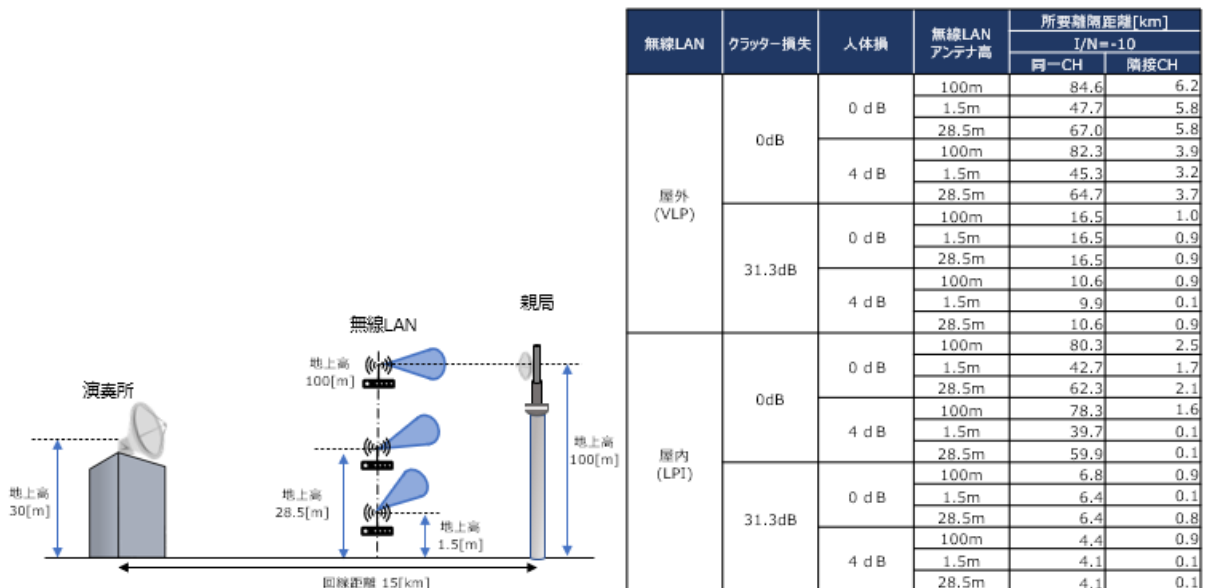 親局
無線LAN
地上高
100[m]
演奏所
地上高
100[m]
地上高
30[m]
地上高
28.5[m]
地上高
1.5[m]
回線距離 15[km]
無線LAN クラッター損失 人体損 無線LANアンテナ高 所要離隔距離[km]
I/N=-10
同一CH 隣接CH
屋外(VLP) 0dB 0 d B 100m 84.6 6.2
1.5m 47.7 5.8
28.5m 67.0 5.8
4 d B 100m 82.3 3.9
1.5m 45.3 3.2
28.5m 64.7 3.7
31.3dB 0 d B 100m 16.5 1.0
1.5m 16.5 0.9
28.5m 16.5 0.9
4 d B 100m 10.6 0.9
1.5m 9.9 0.1
28.5m 10.6 0.9
屋内(LPI) 0dB 0 d B 100m 80.3 2.5
1.5m 42.7 1.7
28.5m 62.3 2.1
4 d B 100m 78.3 1.6
1.5m 39.7 0.1
28.5m 59.9 0.1
31.3dB 0 d B 100m 6.8 0.9
1.5m 6.4 0.1
28.5m 6.4 0.8
4 d B 100m 4.4 0.9
1.5m 4.1 0.1
28.5m 4.1 0.1